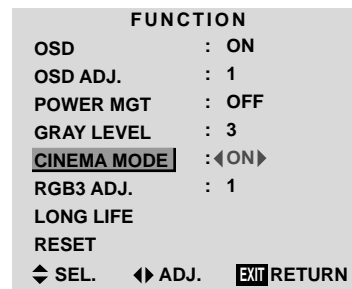 FUNCTION
OSD : ON
OSD ADJ. : 1
POWER MGT : OFF
GRAY LEVEL : 3
CINEMA MODE : ON
RGB3 ADJ. : 1
LONG LIFE
RESET
SEL. ADJ. EXIT RETURN